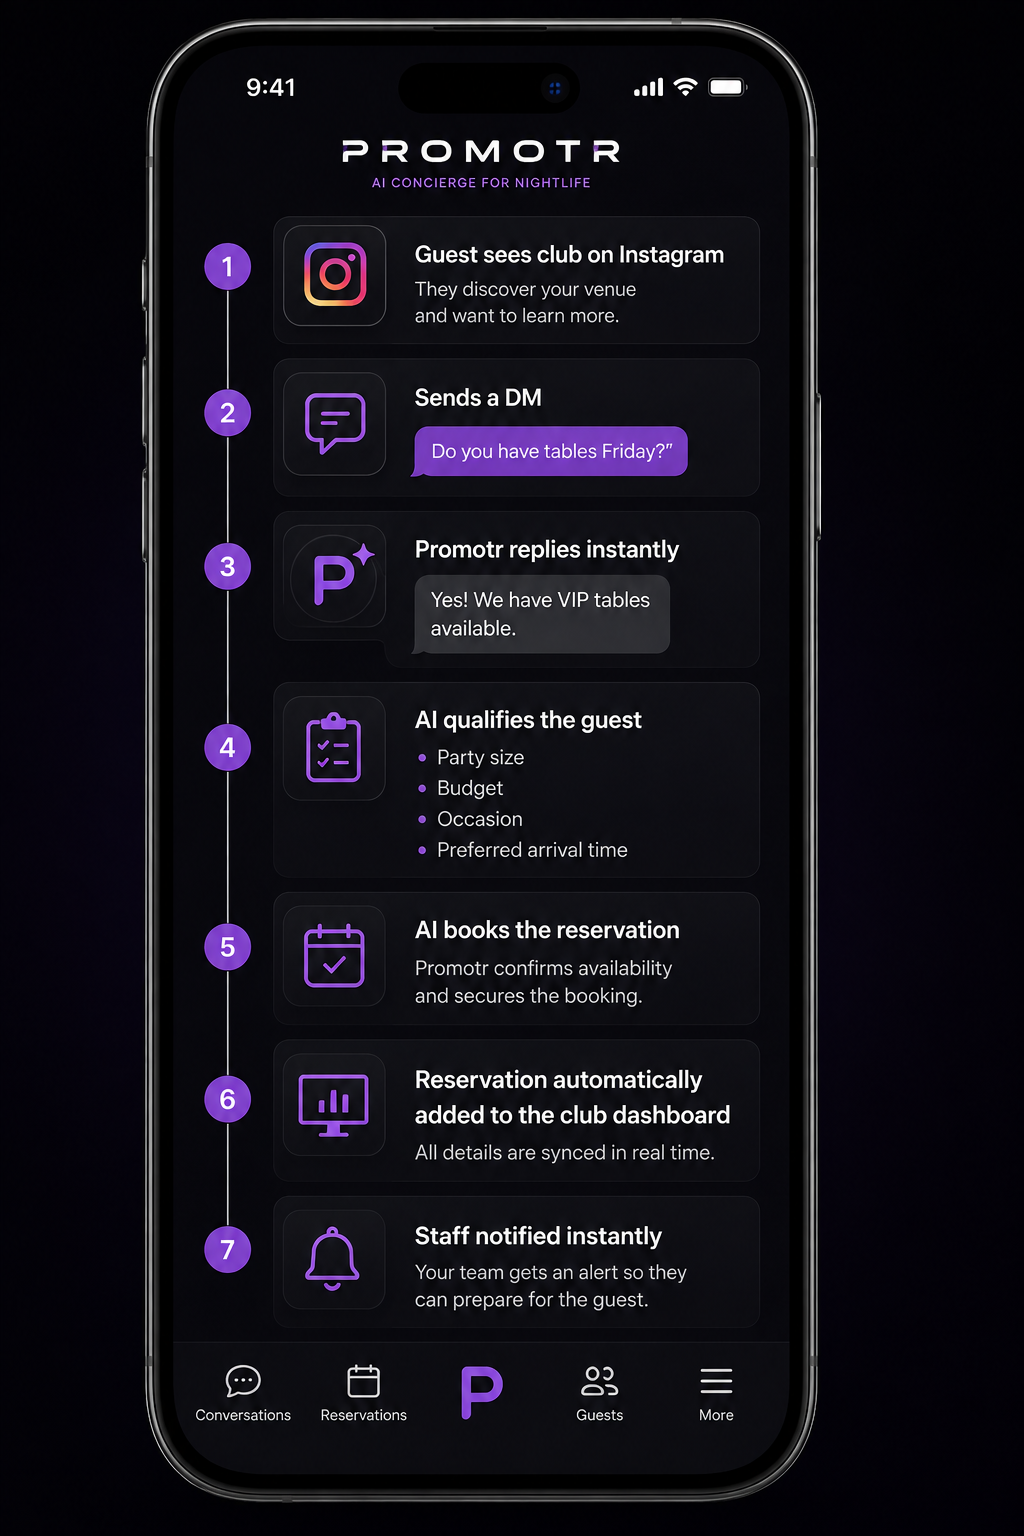 9:41
PROMOTR
AI CONCIERGE FOR NIGHTLIFE
1
Guest sees club on Instagram
They discover your venue
and want to learn more.
2
Sends a DM
Do you have tables Friday?”
3
P
Promotr replies instantly
Yes! We have VIP tables
available.
4
AI qualifies the guest
• Party size
• Budget
• Occasion
• Preferred arrival time
5
AI books the reservation
Promotr confirms availability
and secures the booking.
6
Reservation automatically
added to the club dashboard
All details are synced in real time.
7
Staff notified instantly
Your team gets an alert so they
can prepare for the guest.
Conversations
Reservations
P
Guests
More